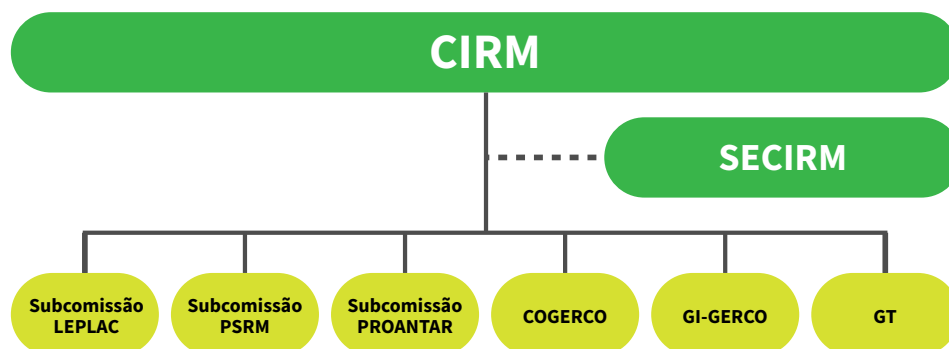 CIRM
SECIRM
Subcomissão
LEPLAC
Subcomissão
PSRM
Subcomissão
PROANTAR
COGERCO
GI-GERCO
GT